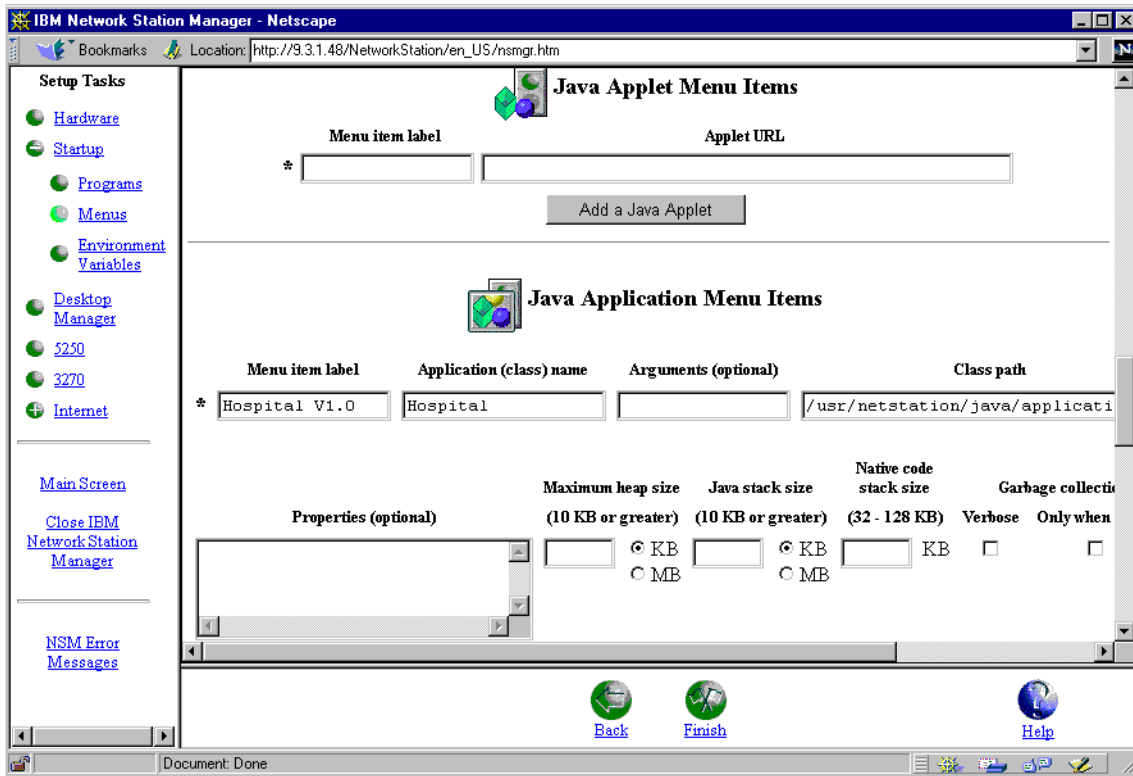 IBM Network Station Manager - Netscape
Bookmarks Location: http://9.3.1.48/NetworkStation/en_US/nsmgr.htm
N
Setup Tasks
Hardware
Startup
Programs
Menus
Environment
Variables
Desktop
Manager
5250
3270
Internet
Main Screen
Close IBM
Network Station
Manager
NSM Error
Messages
Java Applet Menu Items
Menu item label Applet URL
*
Add a Java Applet
Java Application Menu Items
Menu item label Application (class) name Arguments (optional) Class path
* Hospital V1.0 Hospital /usr/netstation/java/applicati
Native code
Maximum heap size Java stack size stack size Garbage collectio
Properties (optional) (10 KB or greater) (10 KB or greater) (32 - 128 KB) Verbose Only when
KB KB KB
MB MB
Back Finish Help
Document: Done